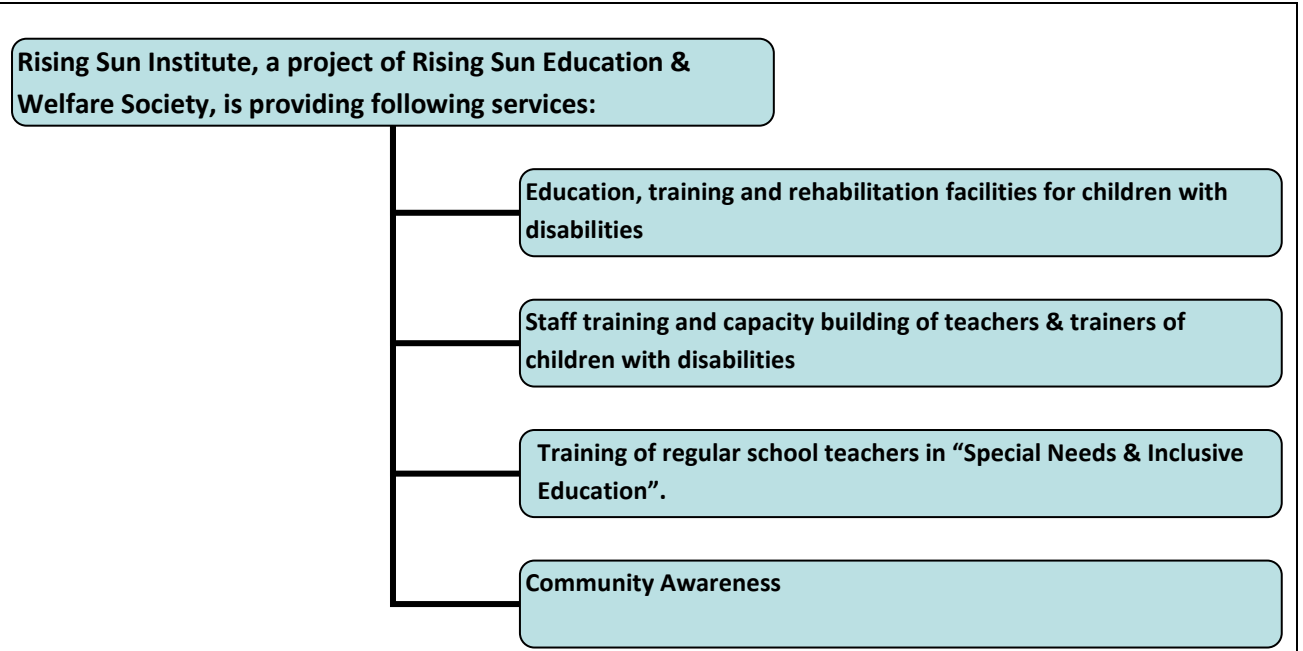 Rising Sun Institute, a project of Rising Sun Education &
Welfare Society, is providing following services:
Education, training and rehabilitation facilities for children with
disabilities
Staff training and capacity building of teachers & trainers of
children with disabilities
Training of regular school teachers in “Special Needs & Inclusive
Education”.
Community Awareness